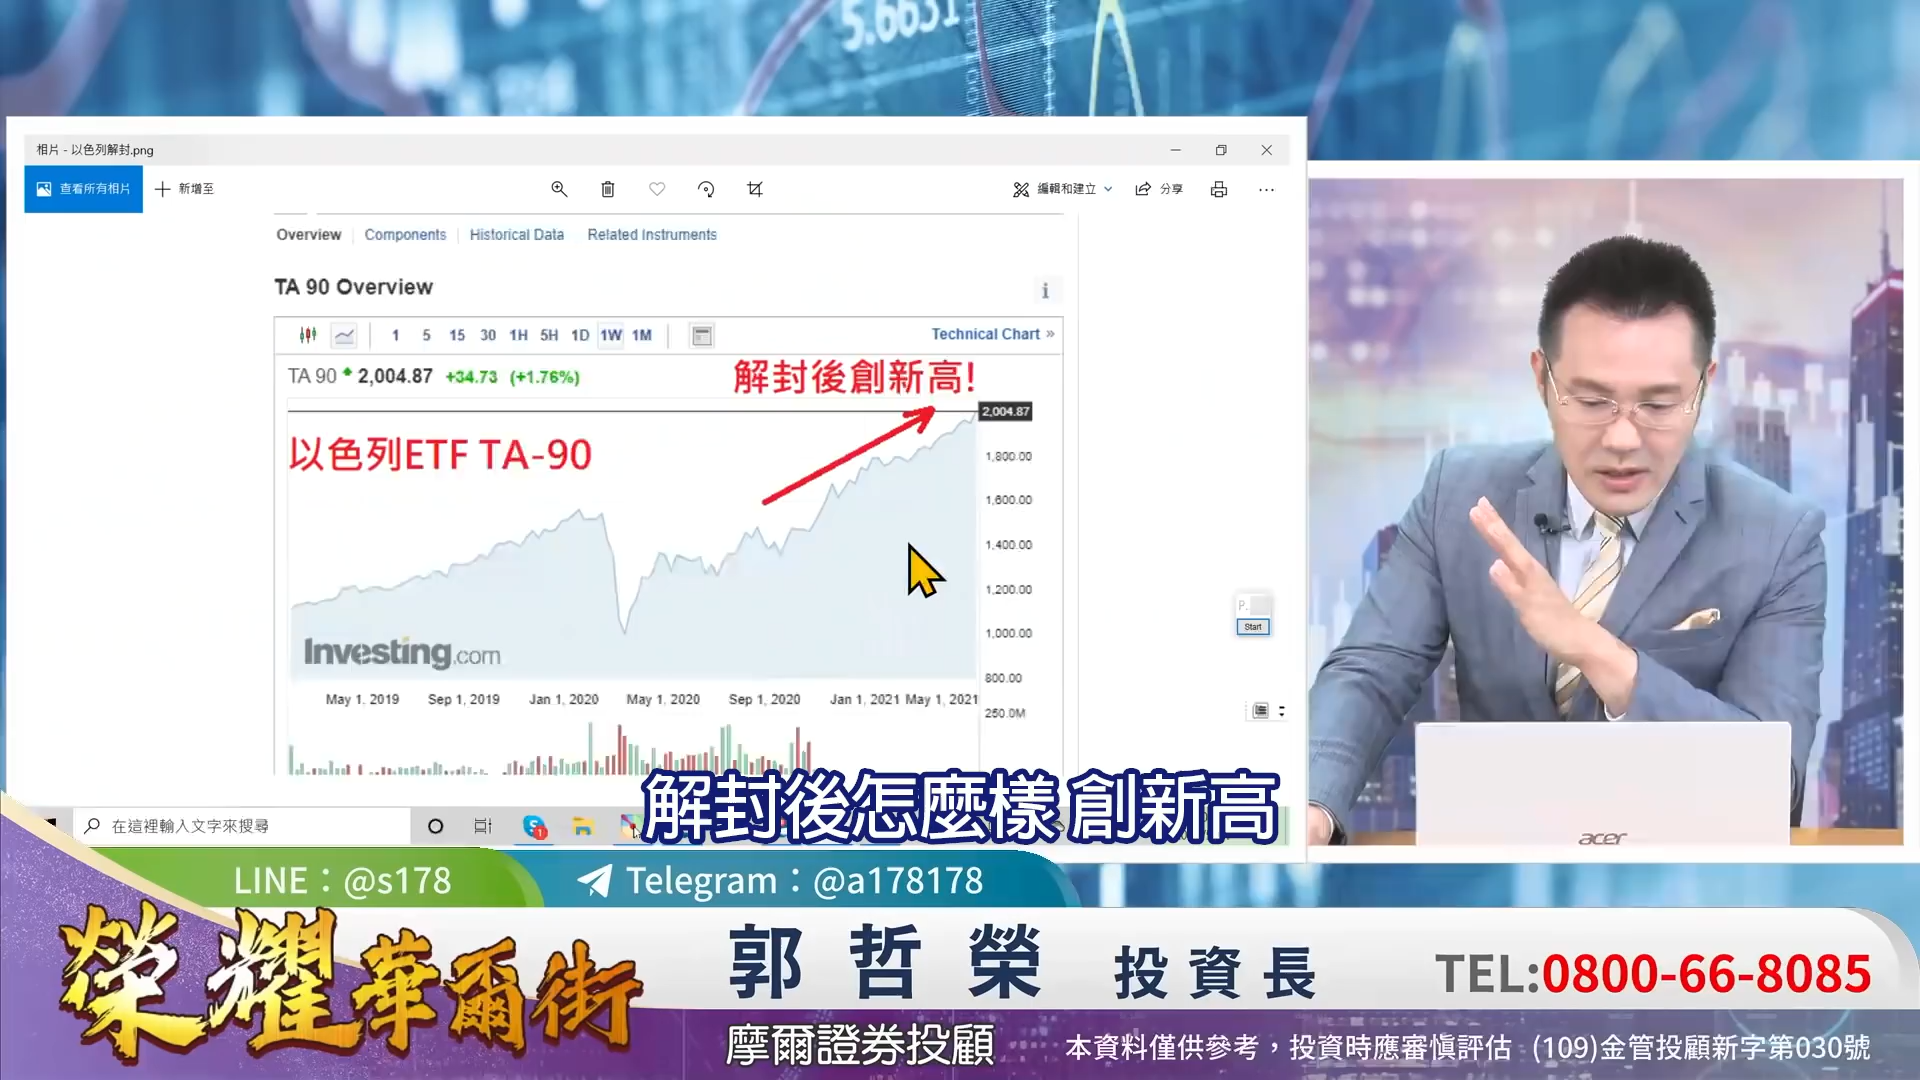 5.6631
相片 - 以色列解封.png
查看所有相片
新增至
編輯和建立
分享
Overview
Components
Historical Data
Related Instruments
TA 90 Overview
1 5 15 30 1H 5H 1D 1W 1M
Technical Chart »
TA 90 2,004.87 +34.73 (+1.76%)
解封後創新高!
2,004.87
以色列ETF TA-90
1,800.00
1,600.00
1,400.00
1,200.00
1,000.00
800.00
250.0M
Investing.com
May 1, 2019
Sep 1, 2019
Jan 1, 2020
May 1, 2020
Sep 1, 2020
Jan 1, 2021
May 1, 2021
Start
解封後怎麼樣 創新高
在這裡輸入文字來搜尋
1
acer
LINE：@s178
Telegram：@a178178
榮耀華爾街
郭哲榮 投資長
TEL:0800-66-8085
摩爾證券投顧
本資料僅供參考，投資時應審慎評估 (109)金管投顧新字第030號